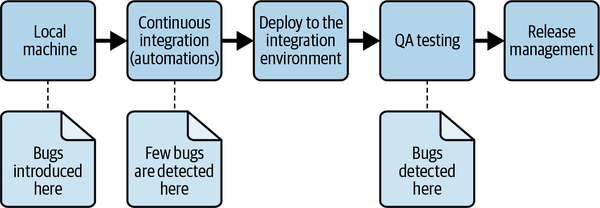 Local
machine
Continuous
integration
(automations)
Deploy to the
integration
environment
QA testing
Release
management
Bugs
introduced
here
Few bugs
are detected
here
Bugs
detected
here